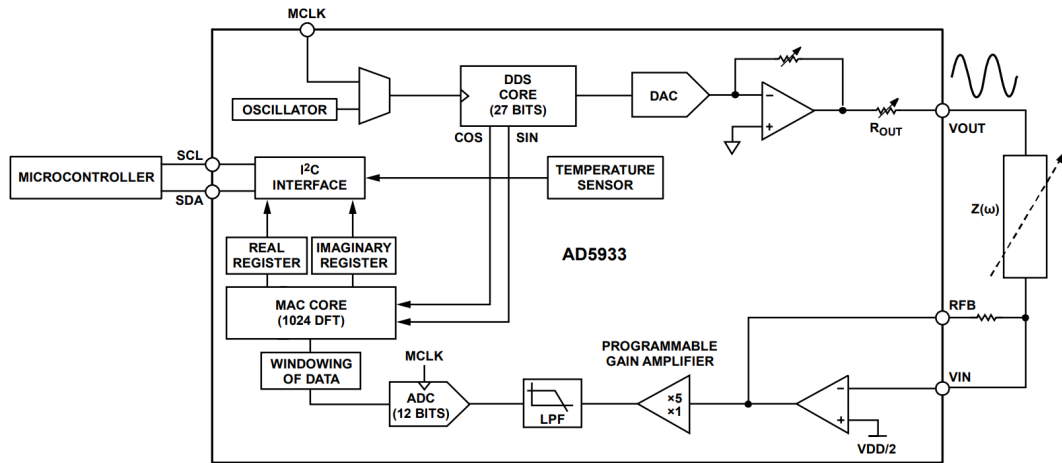 MCLK
OSCILLATOR
DDS
CORE
(27 BITS)
DAC
R_OUT
VOUT
COS
SIN
SCL
MICROCONTROLLER
SDA
I²C
INTERFACE
TEMPERATURE
SENSOR
Z(ω)
REAL
REGISTER
IMAGINARY
REGISTER
AD5933
MAC CORE
(1024 DFT)
RFB
WINDOWING
OF DATA
MCLK
ADC
(12 BITS)
LPF
PROGRAMMABLE
GAIN AMPLIFIER
×5
×1
VIN
VDD/2